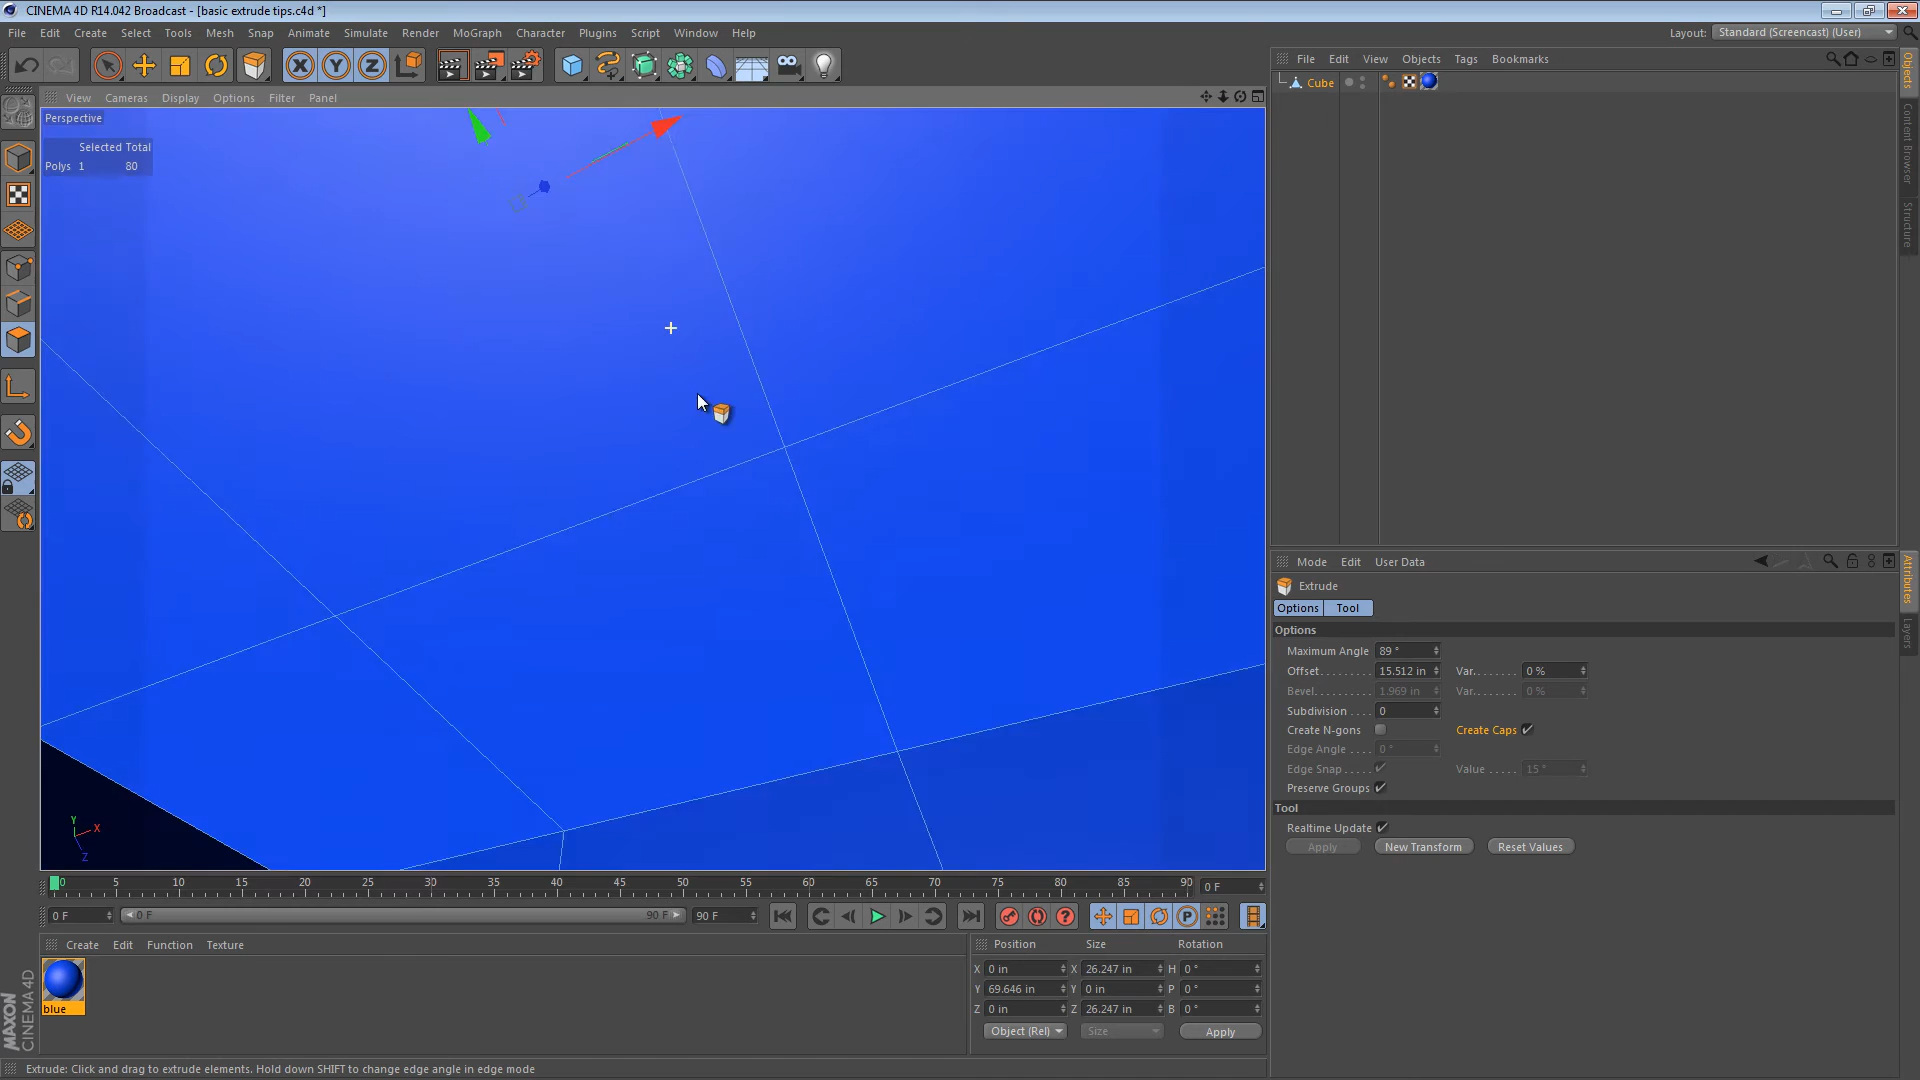 CINEMA 4D R14.042 Broadcast - [basic extrude tips.c4d *]
File Edit Create Select Tools Mesh Snap Animate Simulate Render MoGraph Character Plugins Script Window Help
Layout: Standard (Screencast) (User)
X Y Z
File Edit View Objects Tags Bookmarks
Cube
Objects
Content Browser
Structure
View Cameras Display Options Filter Panel
Perspective
Selected Total
Polys 1 80
Y X Z
Mode Edit User Data
Extrude
Options Tool
Options
Maximum Angle 89 °
Offset. . . . . . . . . 15.512 in Var. . . . . . . 0 %
Bevel. . . . . . . . . . 1.969 in Var. . . . . . . 0 %
Subdivision . . . . 0
Create N-gons Create Caps
Edge Angle . . . . 0 °
Edge Snap . . . . . Value . . . . . 15 °
Preserve Groups
Tool
Realtime Update
Apply New Transform Reset Values
Attributes
Layers
0 5 10 15 20 25 30 35 40 45 50 55 60 65 70 75 80 85 90 0 F
0 F 0 F 90 F 90 F
Create Edit Function Texture
blue
MAXON
CINEMA 4D
Position Size Rotation
X 0 in X 26.247 in H 0 °
Y 69.646 in Y 0 in P 0 °
Z 0 in Z 26.247 in B 0 °
Object (Rel) Size Apply
Extrude: Click and drag to extrude elements. Hold down SHIFT to change edge angle in edge mode